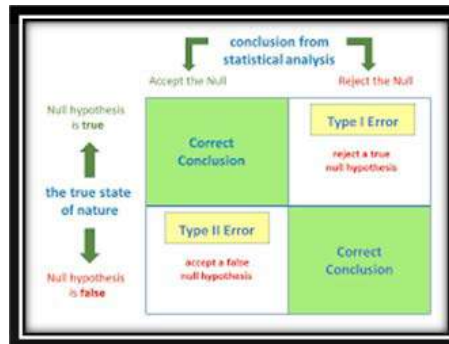 conclusion from
statistical analysis
Accept the Null
Reject the Null
Null hypothesis
is true
Correct
Conclusion
Type I Error
reject a true
null hypothesis
the true state
of nature
Type II Error
accept a false
null hypothesis
Correct
Conclusion
Null hypothesis
is false